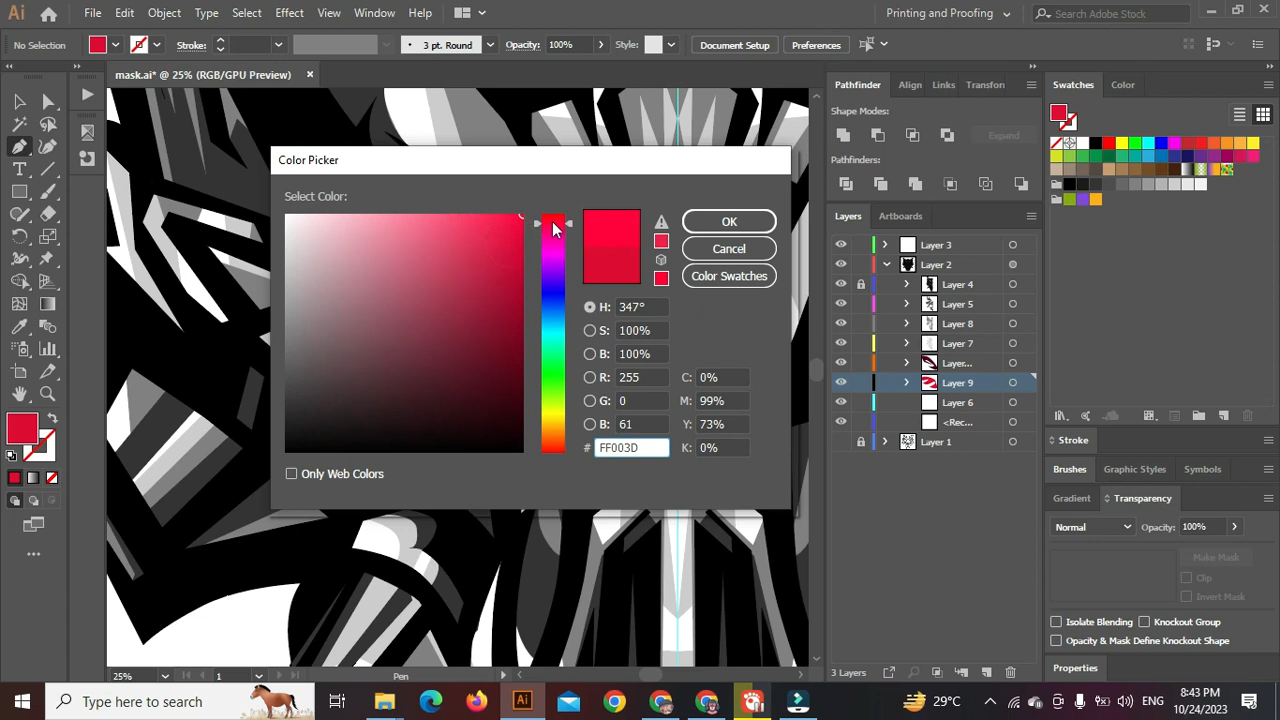 Ai File Edit Object Type Select Effect View Window Help Printing and Proofing Search Adobe Stock
No Selection Stroke: 3 pt. Round Opacity: 100% Style: Document Setup Preferences
mask.ai* @ 25% (RGB/GPU Preview)
Color Picker
Select Color:
OK
Cancel
Color Swatches
H: 347°
S: 100%
B: 100%
R: 255 C: 0%
G: 0 M: 99%
B: 61 Y: 73%
# FF003D K: 0%
Only Web Colors
Pathfinder Align Links Transforn
Shape Modes:
Expand
Pathfinders:
Layers Artboards
Layer 3
Layer 2
Layer 4
Layer 5
Layer 8
Layer 7
Layer...
Layer 9
Layer 6
<Rec...
Layer 1
3 Layers
Swatches Color
Stroke
Brushes Graphic Styles Symbols
Gradient Transparency
Normal Opacity: 100%
Make Mask
Clip
Invert Mask
Isolate Blending Knockout Group
Opacity & Mask Define Knockout Shape
Properties
25% 1 Pen
Type here to search Ai 29°C ENG 8:43 PM 10/24/2023